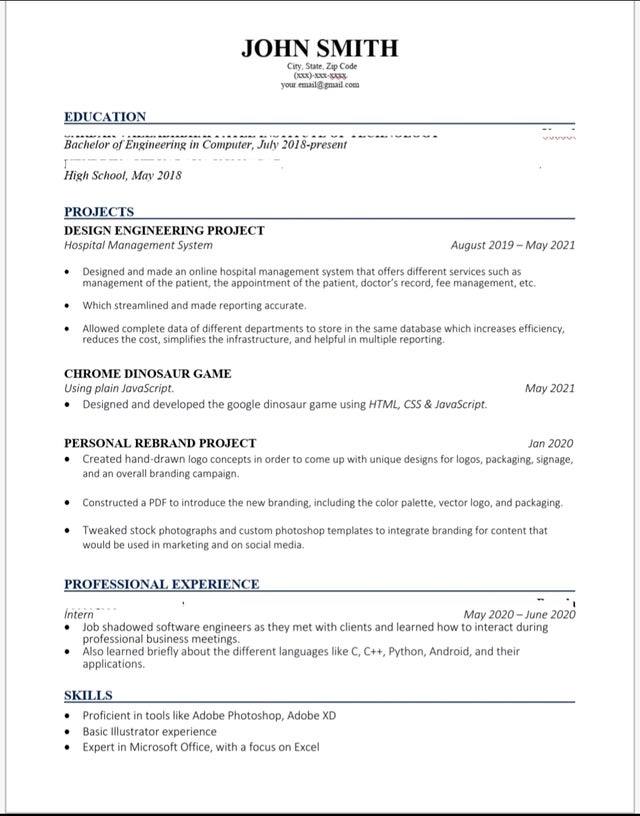 JOHN SMITH
City, State, Zip Code
(xxx)-xxx-xxxx
your.email@gmail.com
EDUCATION
Bachelor of Engineering in Computer, July 2018-present
High School, May 2018
PROJECTS
DESIGN ENGINEERING PROJECT
Hospital Management System August 2019 – May 2021
• Designed and made an online hospital management system that offers different services such as
management of the patient, the appointment of the patient, doctor's record, fee management, etc.
• Which streamlined and made reporting accurate.
• Allowed complete data of different departments to store in the same database which increases efficiency,
reduces the cost, simplifies the infrastructure, and helpful in multiple reporting.
CHROME DINOSAUR GAME
Using plain JavaScript. May 2021
• Designed and developed the google dinosaur game using HTML, CSS & JavaScript.
PERSONAL REBRAND PROJECT Jan 2020
• Created hand-drawn logo concepts in order to come up with unique designs for logos, packaging, signage,
and an overall branding campaign.
• Constructed a PDF to introduce the new branding, including the color palette, vector logo, and packaging.
• Tweaked stock photographs and custom photoshop templates to integrate branding for content that
would be used in marketing and on social media.
PROFESSIONAL EXPERIENCE
Intern May 2020 – June 2020
• Job shadowed software engineers as they met with clients and learned how to interact during
professional business meetings.
• Also learned briefly about the different languages like C, C++, Python, Android, and their
applications.
SKILLS
• Proficient in tools like Adobe Photoshop, Adobe XD
• Basic Illustrator experience
• Expert in Microsoft Office, with a focus on Excel